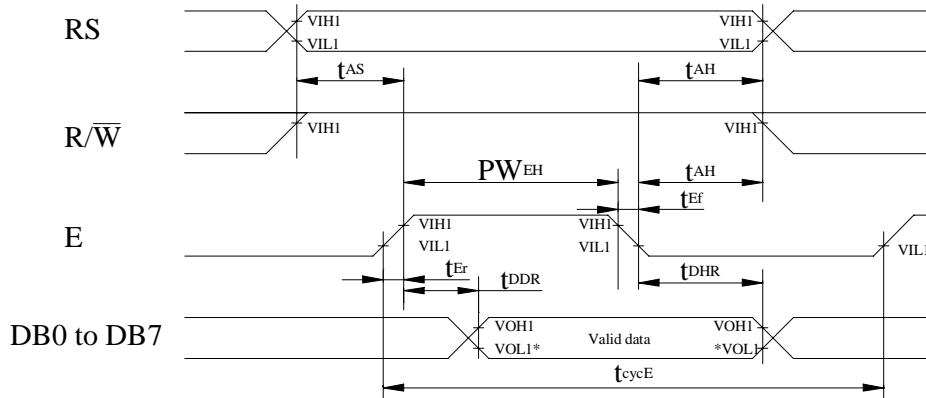 RS
VIH1 VIH1
VIL1 VIL1
tAS tAH
R/W̅ VIH1 VIH1
PWEH tAH
tEf
E VIH1 VIH1
VIL1 VIL1 VIL1
tEr tDDR tDHR
DB0 to DB7 VOH1 Valid data VOH1
VOL1* *VOL1
tcycE